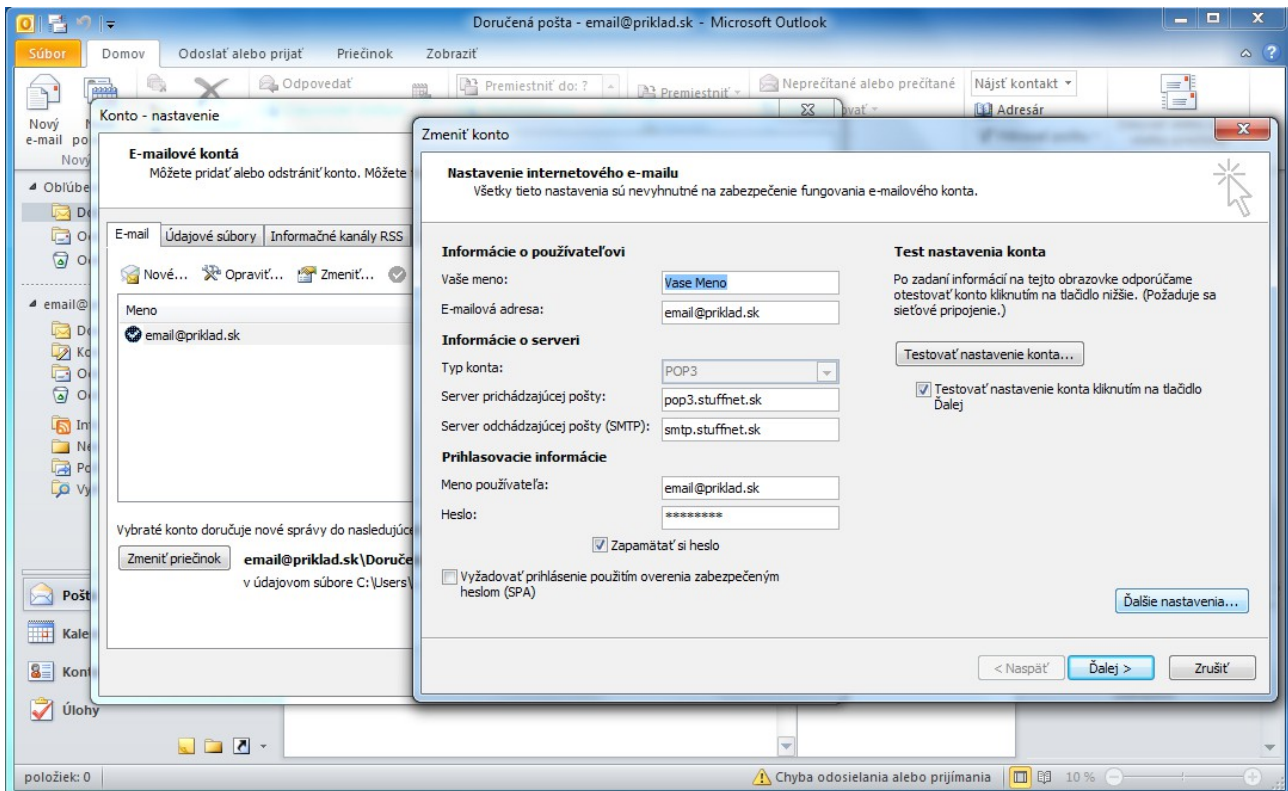 Doručená pošta - email@priklad.sk - Microsoft Outlook
Súbor Domov Odoslať alebo prijať Priečinok Zobraziť
Nový
e-mail
Odpovedať
Premiestniť do: ?
Premiestniť
Neprečítané alebo prečítané
Nájsť kontakt
Adresár
Konto - nastavenie
E-mailové kontá
Môžete pridať alebo odstrániť konto. Môžete
E-mail Údajové súbory Informačné kanály RSS
Nové... Opraviť... Zmeniť...
Meno
email@priklad.sk
Vybraté konto doručuje nové správy do nasledujúce
Zmeniť priečinok email@priklad.sk\Doruče
v údajovom súbore C:\Users\
email@
Pošt
Kale
Kont
Úlohy
Zmeniť konto
Nastavenie internetového e-mailu
Všetky tieto nastavenia sú nevyhnutné na zabezpečenie fungovania e-mailového konta.
Informácie o používateľovi
Vaše meno: Vase Meno
E-mailová adresa: email@priklad.sk
Informácie o serveri
Typ konta: POP3
Server prichádzajúcej pošty: pop3.stuffnet.sk
Server odchádzajúcej pošty (SMTP): smtp.stuffnet.sk
Prihlasovacie informácie
Meno používateľa: email@priklad.sk
Heslo: ********
Zapamätať si heslo
Vyžadovať prihlásenie použitím overenia zabezpečeným
heslom (SPA)
Test nastavenia konta
Po zadaní informácií na tejto obrazovke odporúčame
otestovať konto kliknutím na tlačidlo nižšie. (Požaduje sa
sieťové pripojenie.)
Testovať nastavenie konta...
Testovať nastavenie konta kliknutím na tlačidlo
Ďalej
Ďalšie nastavenia...
< Naspäť Ďalej > Zrušiť
položiek: 0
Chyba odosielania alebo prijímania 10 %